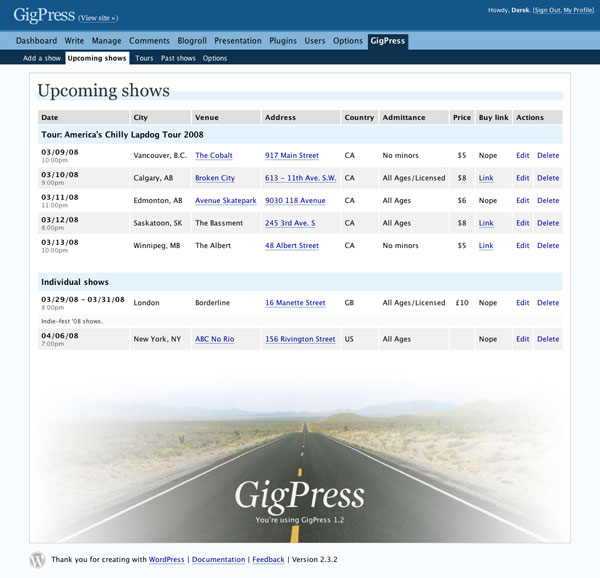 GigPress (View site »)
Howdy, Derek. [Sign Out, My Profile]
Dashboard Write Manage Comments Blogroll Presentation Plugins Users Options GigPress
Add a show Upcoming shows Tours Past shows Options
Upcoming shows
Date City Venue Address Country Admittance Price Buy link Actions
Tour: America's Chilly Lapdog Tour 2008
03/09/08 Vancouver, B.C. The Cobalt 917 Main Street CA No minors $5 Nope Edit Delete
10:00pm
03/10/08 Calgary, AB Broken City 613 - 11th Ave. S.W. CA All Ages/Licensed $8 Link Edit Delete
9:00pm
03/11/08 Edmonton, AB Avenue Skatepark 9030 118 Avenue CA All Ages $6 Nope Edit Delete
11:00pm
03/12/08 Saskatoon, SK The Bassment 245 3rd Ave. S CA All Ages $8 Link Edit Delete
8:00pm
03/13/08 Winnipeg, MB The Albert 48 Albert Street CA No minors $5 Link Edit Delete
10:00pm
Individual shows
03/29/08 - 03/31/08 London Borderline 16 Manette Street GB All Ages/Licensed £10 Nope Edit Delete
8:00pm
Indie-fest '08 shows.
04/06/08 New York, NY ABC No Rio 156 Rivington Street US All Ages Nope Edit Delete
7:00pm
GigPress
You're using GigPress 1.2
Thank you for creating with WordPress | Documentation | Feedback | Version 2.3.2